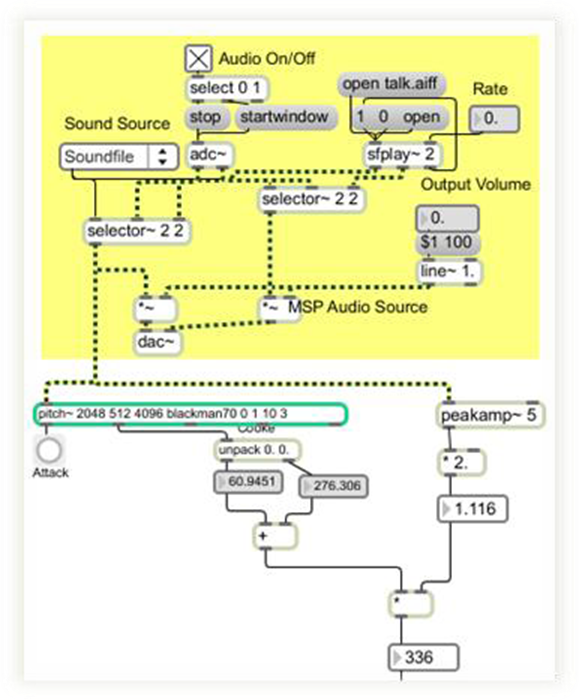 Audio On/Off
select 0 1
open talk.aiff
Rate
stop
startwindow
1 0 open
0.
Sound Source
Soundfile
adc~
sfplay~ 2
Output Volume
selector~ 2 2
0.
selector~ 2 2
$1 100
line~ 1.
*~
*~
MSP Audio Source
dac~
pitch~ 2048 512 4096 blackman70 0 1 10 3
peakamp~ 5
Cooke
unpack 0. 0.
* 2.
Attack
60.9451
276.306
1.116
+
*
336